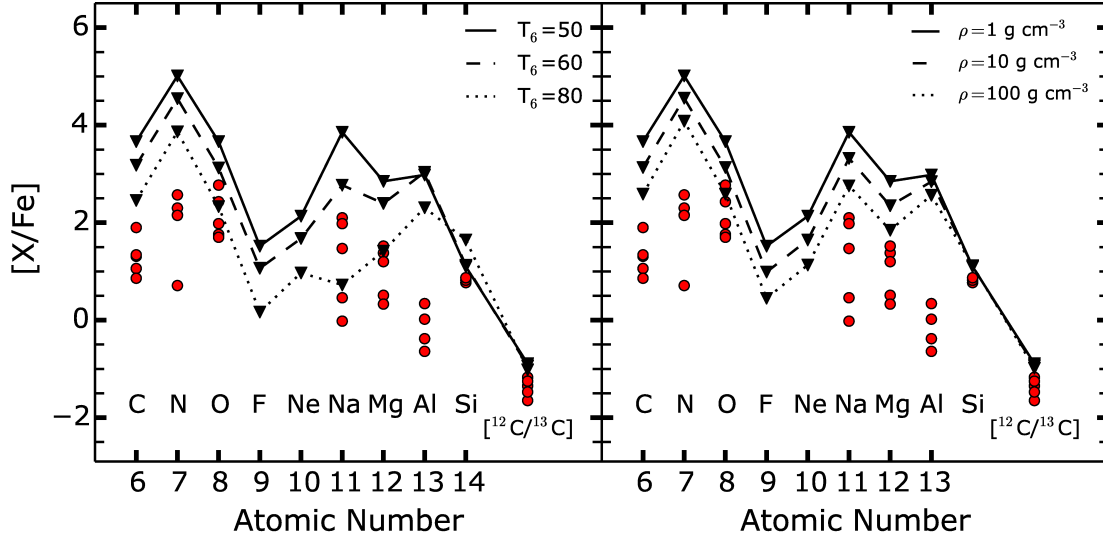 [X/Fe]
6
4
2
0
−2
T₆=50
T₆=60
T₆=80
C N O F Ne Na Mg Al Si
[¹²C/¹³C]
6 7 8 9 10 11 12 13 14
Atomic Number
ρ=1 g cm⁻³
ρ=10 g cm⁻³
ρ=100 g cm⁻³
C N O F Ne Na Mg Al Si
[¹²C/¹³C]
6 7 8 9 10 11 12 13
Atomic Number